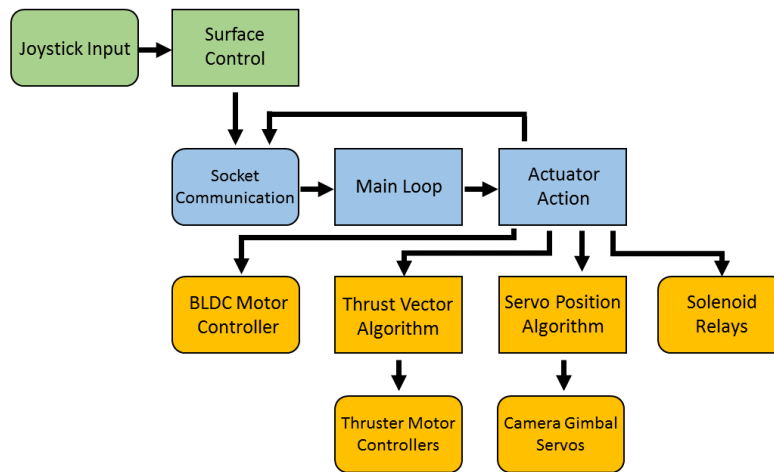 Joystick Input
Surface
Control
Socket
Communication
Main Loop
Actuator
Action
BLDC Motor
Controller
Thrust Vector
Algorithm
Servo Position
Algorithm
Solenoid
Relays
Thruster Motor
Controllers
Camera Gimbal
Servos